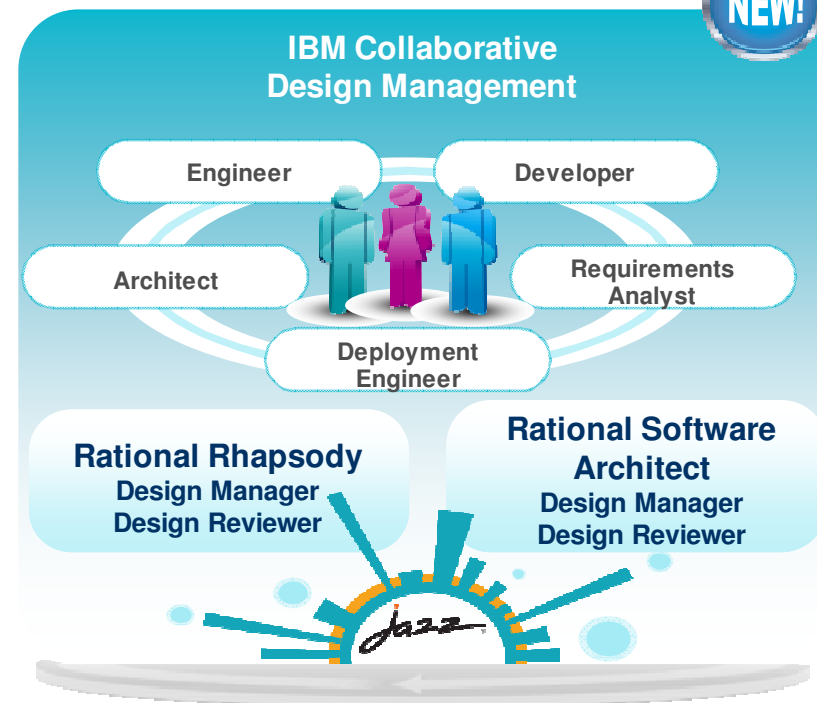 NEW!
IBM Collaborative
Design Management
Engineer
Developer
Architect
Requirements
Analyst
Deployment
Engineer
Rational Rhapsody
Design Manager
Design Reviewer
Rational Software
Architect
Design Manager
Design Reviewer
jazz